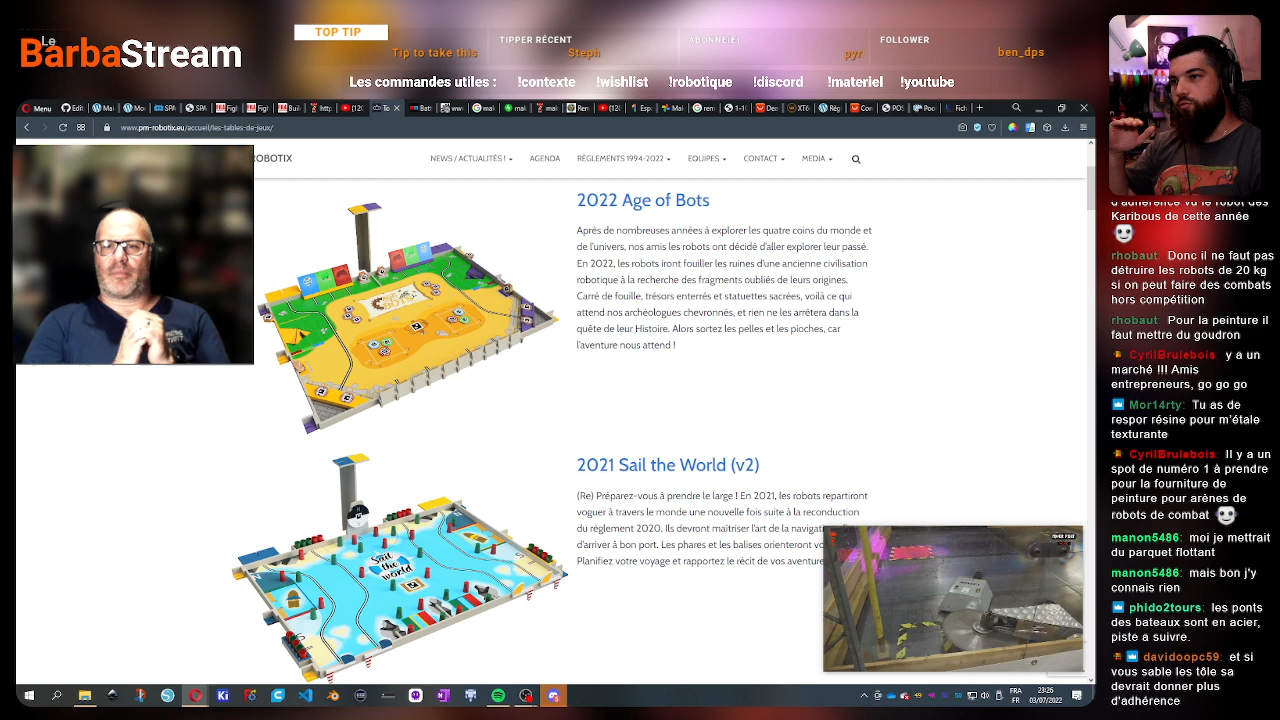 Le
BarbaStream
TOP TIP
Tip to take this
TIPPER RÉCENT
Steph
ABONNÉ(E)
pyr
FOLLOWER
ben_dps
Les commandes utiles : !contexte !wishlist !robotique !discord !materiel !youtube
Menu
www.pm-robotix.eu/accueil/les-tables-de-jeux/
ROBOTIX
NEWS / ACTUALITÉS ! AGENDA RÈGLEMENTS 1994-2022 EQUIPES CONTACT MEDIA
2022 Age of Bots
Après de nombreuses années à explorer les quatre coins du monde et
de l'univers, nos amis les robots ont décidé d'aller explorer leur passé.
En 2022, les robots iront fouiller les ruines d'une ancienne civilisation
robotique à la recherche des fragments oubliés de leurs origines.
Carré de fouille, trésors enterrés et statuettes sacrées, voilà ce qui
attend nos archéologues chevronnés, et rien ne les arrêtera dans la
quête de leur Histoire. Alors sortez les pelles et les pioches, car
l'aventure nous attend !
2021 Sail the World (v2)
(Re) Préparez-vous à prendre le large ! En 2021, les robots repartiront
voguer à travers le monde une nouvelle fois suite à la reconduction
du règlement 2020. Ils devront maîtriser l'art de la navigation
d'arriver à bon port. Les phares et les balises orienteront
Planifiez votre voyage et rapportez le récit de vos aventure
Sail
the
world
d'adhérence vu le robot des
Karibous de cette année
rhobaut: Donc il ne faut pas
détruire les robots de 20 kg
si on peut faire des combats
hors compétition
rhobaut: Pour la peinture il
faut mettre du goudron
CyrilBrulebois: y a un
marché !!! Amis
entrepreneurs, go go go
Mor14rty: Tu as de
respor résine pour m'étale
texturante
CyrilBrulebois: Il y a un
spot de numéro 1 à prendre
pour la fourniture de
peinture pour arènes de
robots de combat
manon5486: moi je mettrait
du parquet flottant
manon5486: mais bon j'y
connais rien
phido2tours: les ponts
des bateaux sont en acier,
piste a suivre.
davidoopc59: et si
vous sable les tôle sa
devrait donner plus
d'adhérence
FRA
FR
23:26
03/07/2022